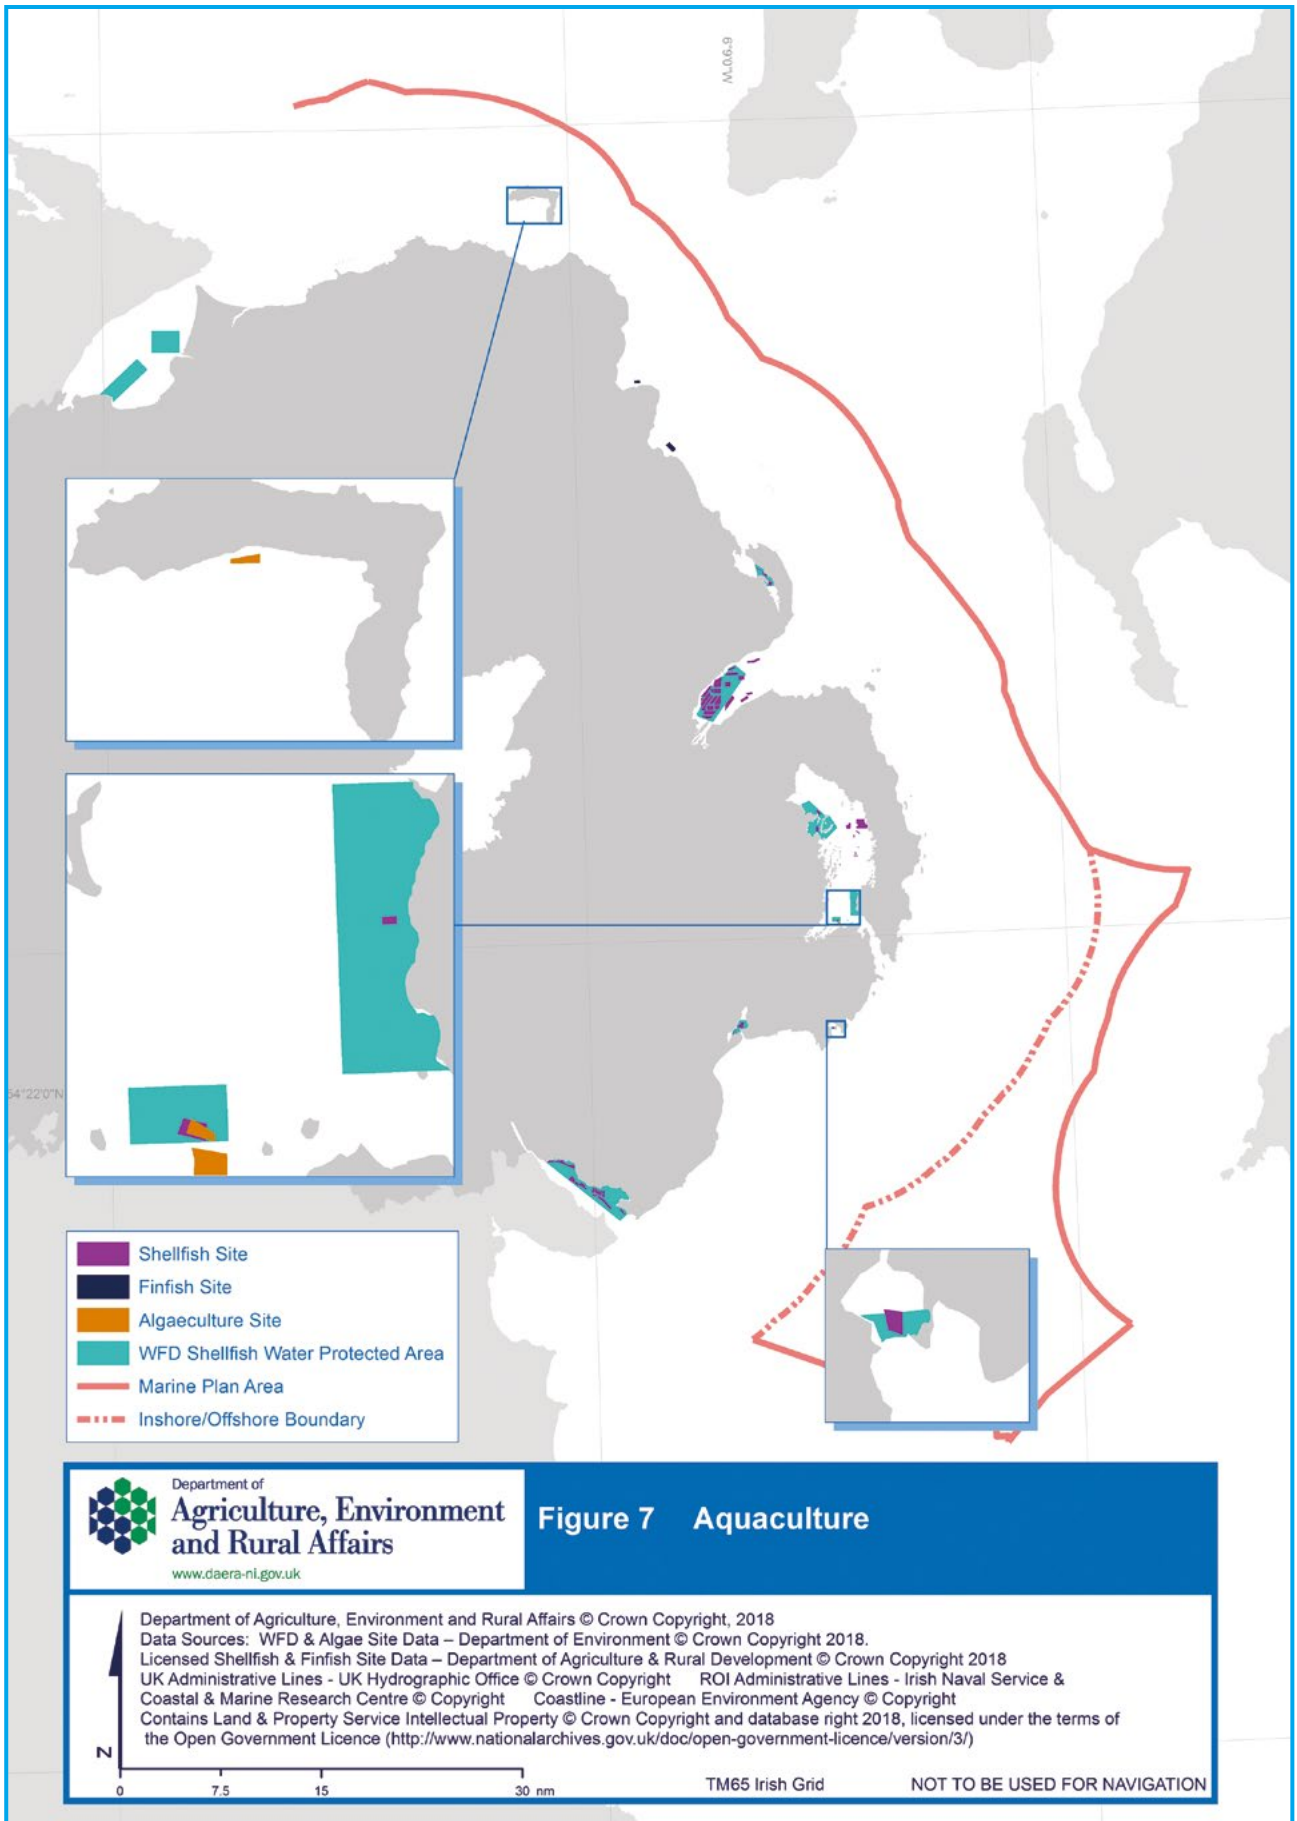 6°9'0"W
54°22'0"N
Shellfish Site
Finfish Site
Algaeculture Site
WFD Shellfish Water Protected Area
Marine Plan Area
Inshore/Offshore Boundary
Department of
Agriculture, Environment
and Rural Affairs
www.daera-ni.gov.uk
Figure 7 Aquaculture
Department of Agriculture, Environment and Rural Affairs © Crown Copyright, 2018
Data Sources: WFD & Algae Site Data – Department of Environment © Crown Copyright 2018.
Licensed Shellfish & Finfish Site Data – Department of Agriculture & Rural Development © Crown Copyright 2018
UK Administrative Lines - UK Hydrographic Office © Crown Copyright ROI Administrative Lines - Irish Naval Service &
Coastal & Marine Research Centre © Copyright Coastline - European Environment Agency © Copyright
Contains Land & Property Service Intellectual Property © Crown Copyright and database right 2018, licensed under the terms of
the Open Government Licence (http://www.nationalarchives.gov.uk/doc/open-government-licence/version/3/)
N
0 7.5 15 30 nm
TM65 Irish Grid NOT TO BE USED FOR NAVIGATION